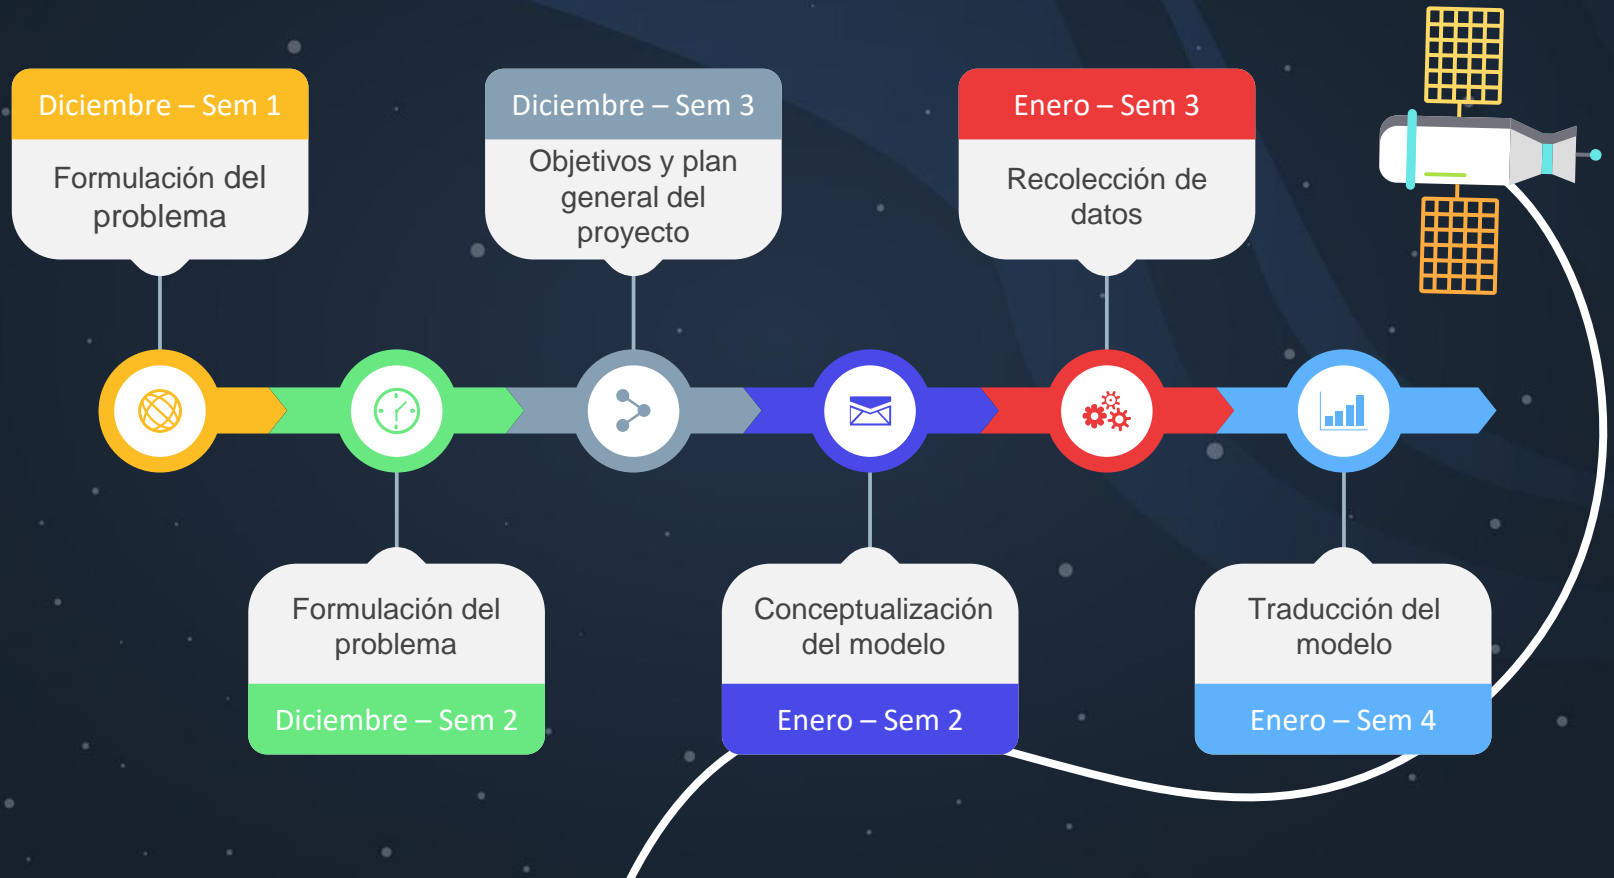 Diciembre – Sem 1
Formulación del
problema
Formulación del
problema
Diciembre – Sem 2
Diciembre – Sem 3
Objetivos y plan
general del
proyecto
Conceptualización
del modelo
Enero – Sem 2
Enero – Sem 3
Recolección de
datos
Traducción del
modelo
Enero – Sem 4